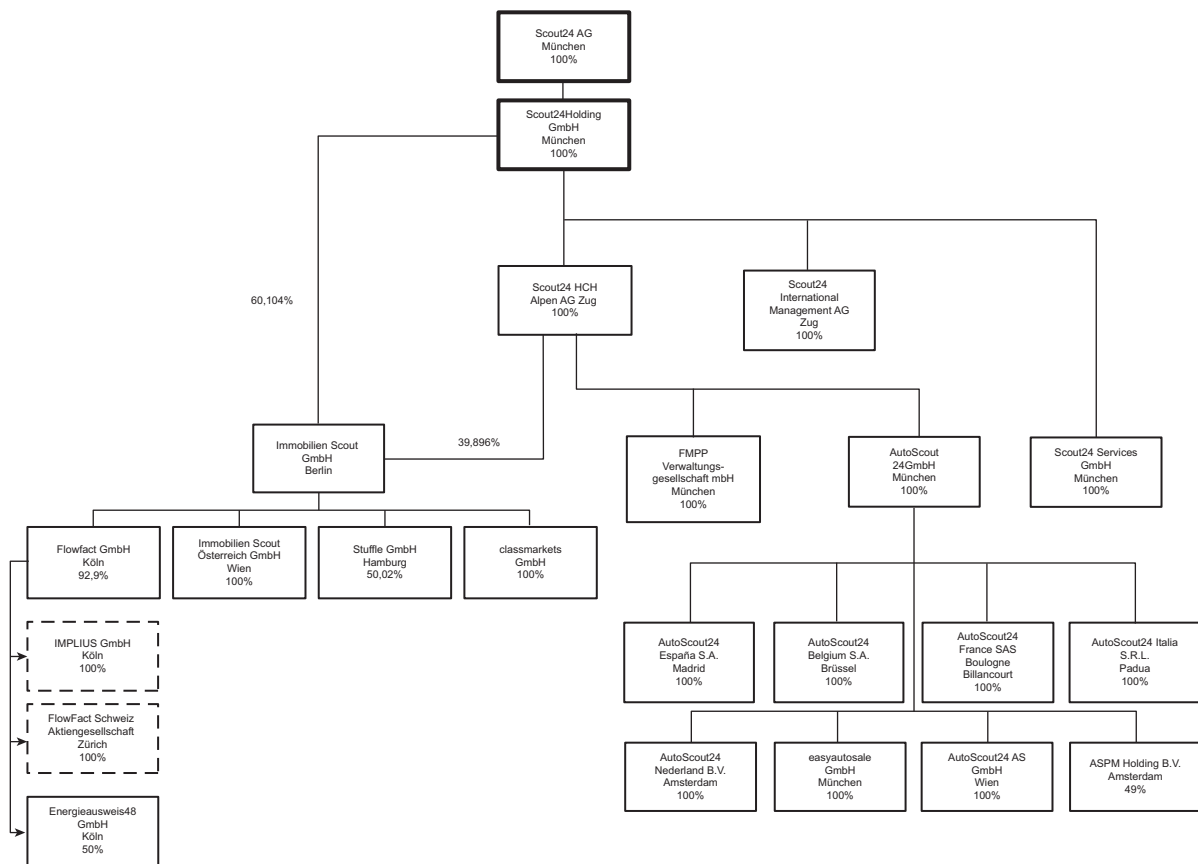 Scout24 AG
München
100%
Scout24Holding
GmbH
München
100%
60,104%
Scout24 HCH
Alpen AG Zug
100%
Scout24
International
Management AG
Zug
100%
Immobilien Scout
GmbH
Berlin
39,896%
FMPP
Verwaltungs-
gesellschaft mbH
München
100%
AutoScout
24GmbH
München
100%
Scout24 Services
GmbH
München
100%
Flowfact GmbH
Köln
92,9%
Immobilien Scout
Österreich GmbH
Wien
100%
Stuffle GmbH
Hamburg
50,02%
classmarkets
GmbH
100%
IMPLIUS GmbH
Köln
100%
FlowFact Schweiz
Aktiengesellschaft
Zürich
100%
Energieausweis48
GmbH
Köln
50%
AutoScout24
España S.A.
Madrid
100%
AutoScout24
Belgium S.A.
Brüssel
100%
AutoScout24
France SAS
Boulogne
Billancourt
100%
AutoScout24 Italia
S.R.L.
Padua
100%
AutoScout24
Nederland B.V.
Amsterdam
100%
easyautosale
GmbH
München
100%
AutoScout24 AS
GmbH
Wien
100%
ASPM Holding B.V.
Amsterdam
49%